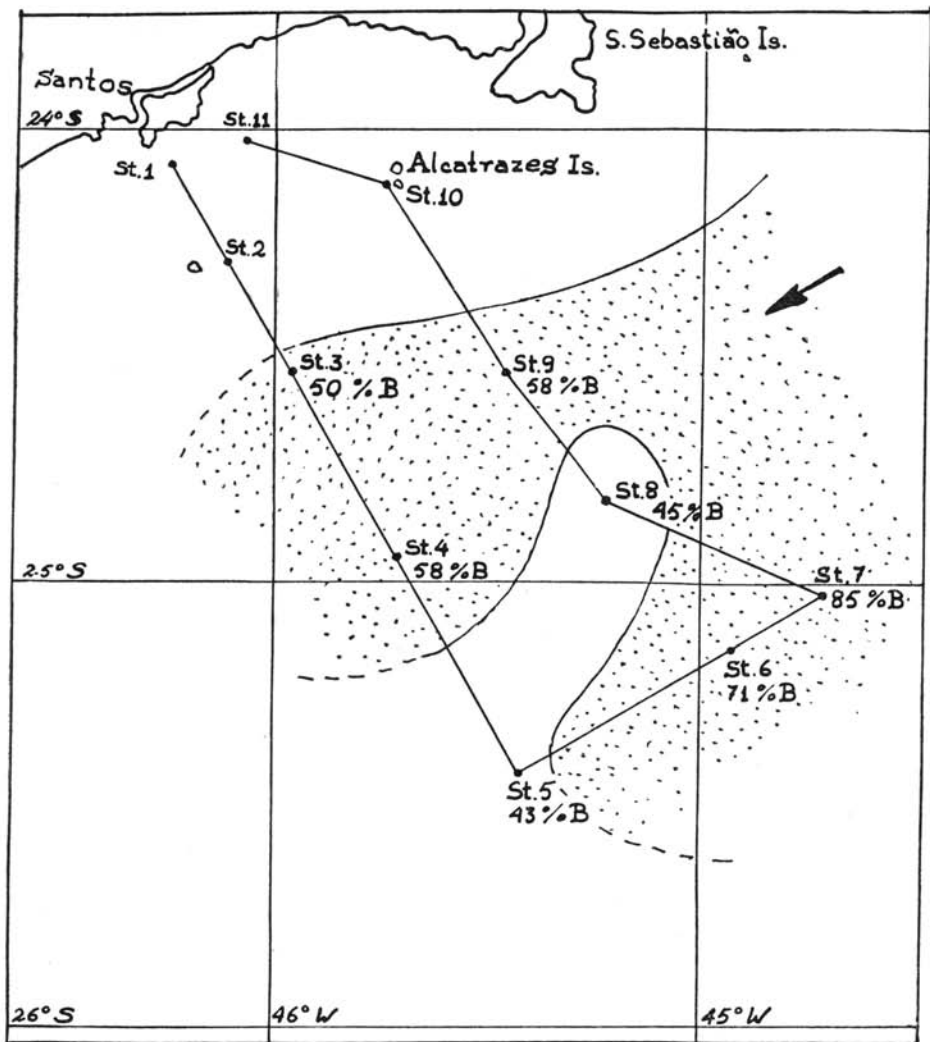 S. Sebastião Is.
Santos
24° S
St.11
Alcatrazes Is.
St.1
St.10
St.2
St.3
50 % B
St.9
58 % B
St.8
45 % B
St.4
58 % B
25° S
St.7
85 % B
St.6
71 % B
St.5
43 % B
26° S
46° W
45° W